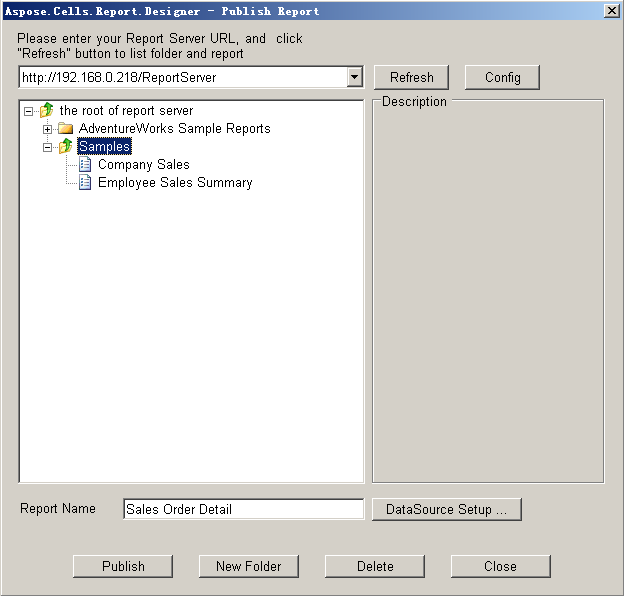 Aspose.Cells.Report.Designer - Publish Report
Please enter your Report Server URL, and click
"Refresh" button to list folder and report
http://192.168.0.218/ReportServer
Refresh
Config
the root of report server
AdventureWorks Sample Reports
Samples
Company Sales
Employee Sales Summary
Description
Report Name
Sales Order Detail
DataSource Setup ...
Publish
New Folder
Delete
Close